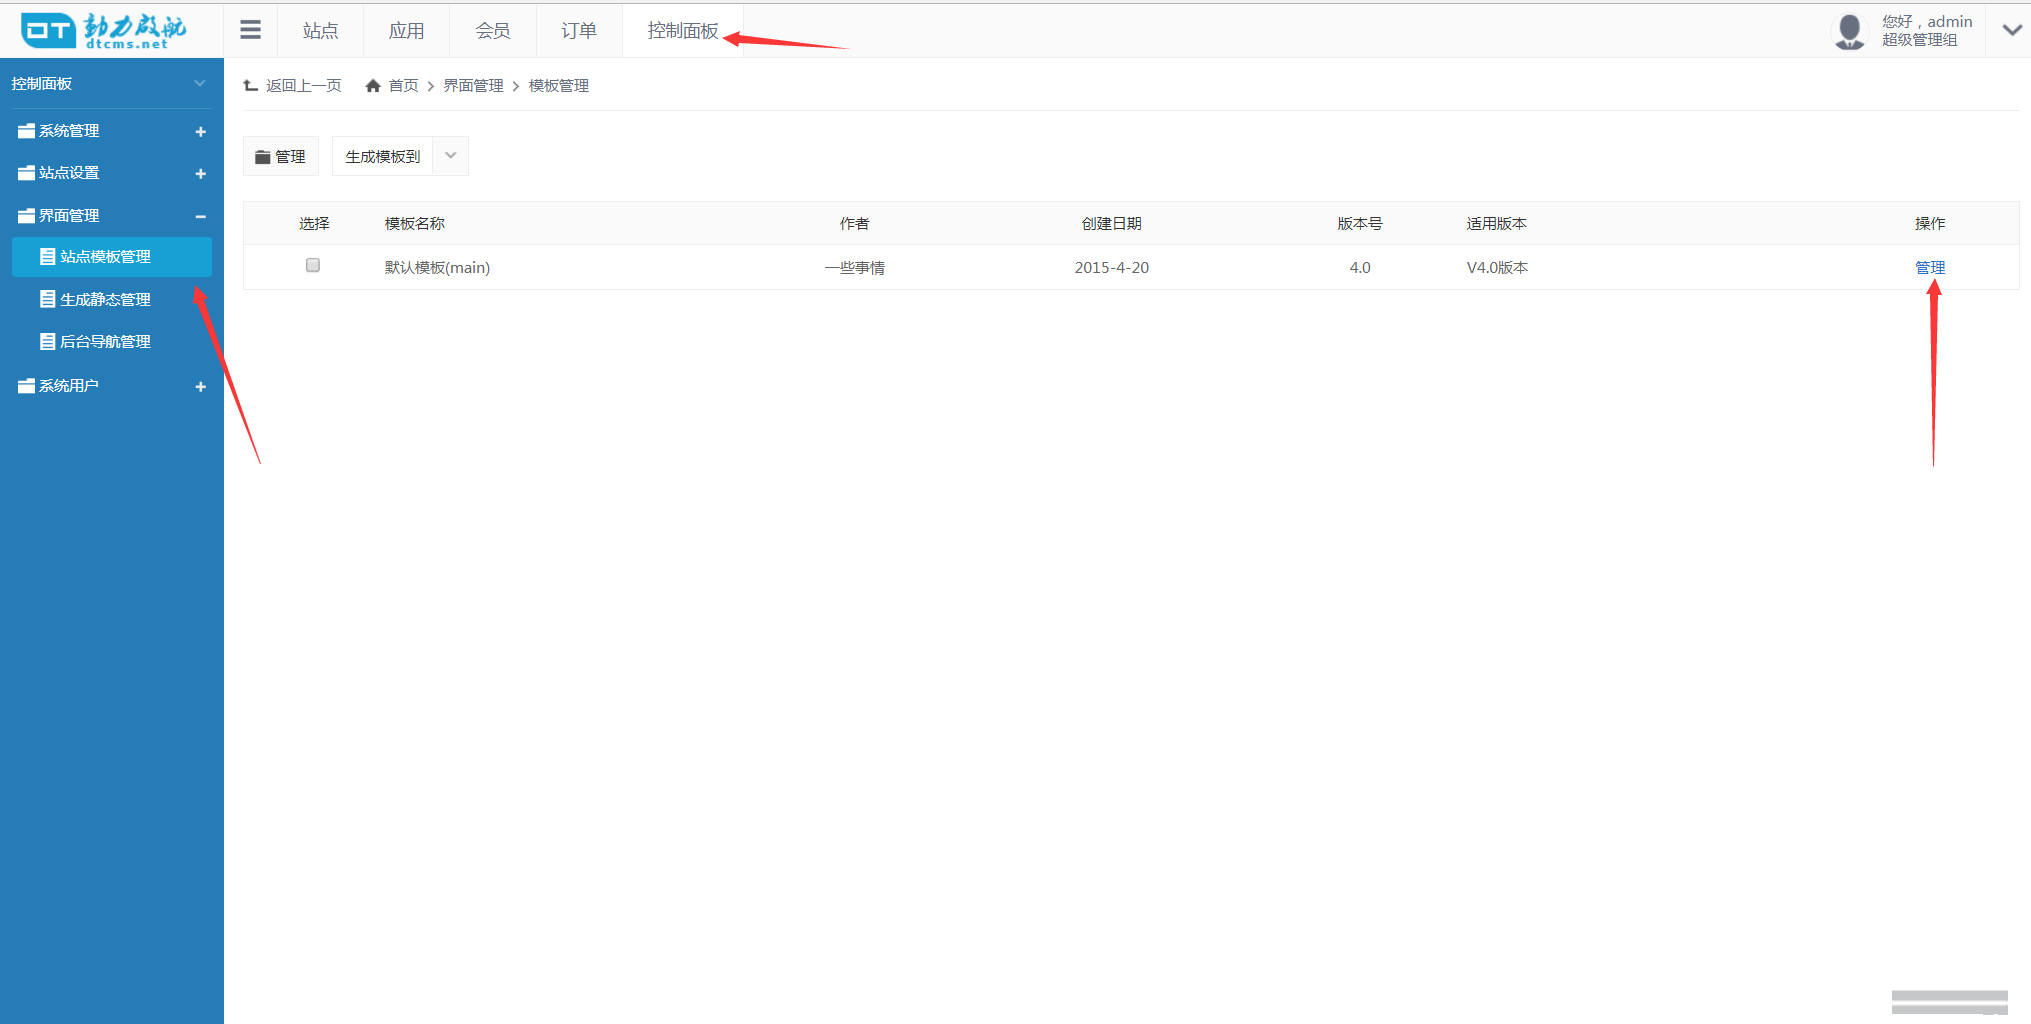 DT 動力啟航
dtcms.net
站点 应用 会员 订单 控制面板
您好，admin
超级管理组
控制面板
系统管理
站点设置
界面管理
站点模板管理
生成静态管理
后台导航管理
系统用户
返回上一页 首页 > 界面管理 > 模板管理
管理 生成模板到
选择 模板名称 作者 创建日期 版本号 适用版本 操作
默认模板(main) 一些事情 2015-4-20 4.0 V4.0版本 管理